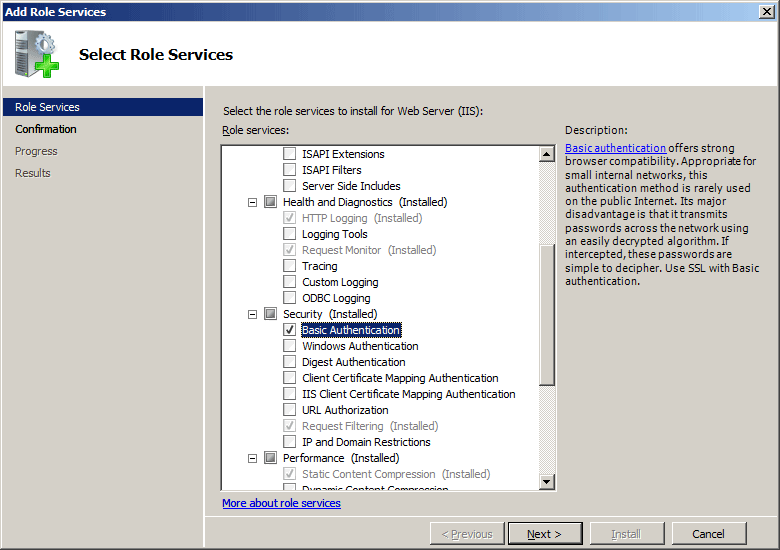 Add Role Services
Select Role Services
Role Services
Confirmation
Progress
Results
Select the role services to install for Web Server (IIS):
Role services:
ISAPI Extensions
ISAPI Filters
Server Side Includes
Health and Diagnostics (Installed)
HTTP Logging (Installed)
Logging Tools
Request Monitor (Installed)
Tracing
Custom Logging
ODBC Logging
Security (Installed)
Basic Authentication
Windows Authentication
Digest Authentication
Client Certificate Mapping Authentication
IIS Client Certificate Mapping Authentication
URL Authorization
Request Filtering (Installed)
IP and Domain Restrictions
Performance (Installed)
Static Content Compression (Installed)
Dynamic Content Compression
More about role services
Description:
Basic authentication offers strong
browser compatibility. Appropriate for
small internal networks, this
authentication method is rarely used
on the public Internet. Its major
disadvantage is that it transmits
passwords across the network using
an easily decrypted algorithm. If
intercepted, these passwords are
simple to decipher. Use SSL with Basic
authentication.
< Previous
Next >
Install
Cancel